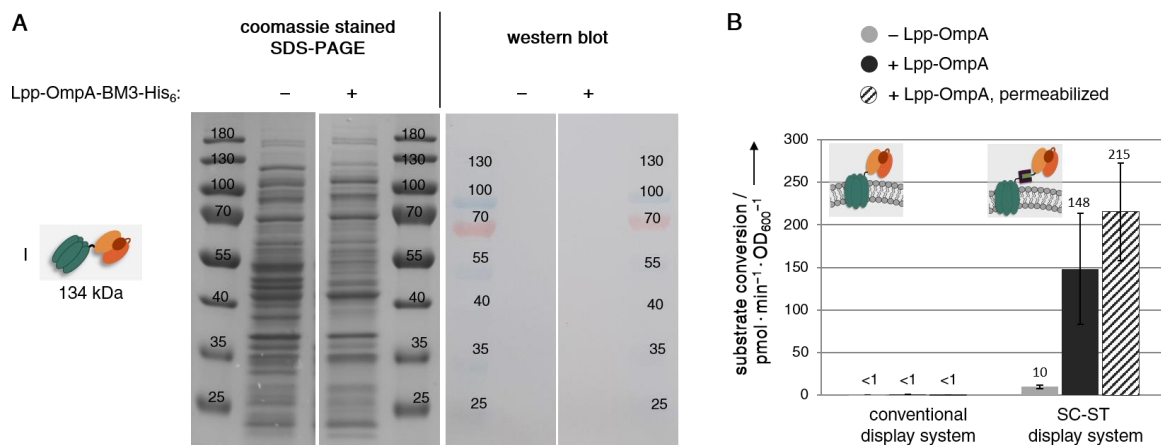 A
coomassie stained
SDS-PAGE
western blot
Lpp-OmpA-BM3-His6:
– + – +
180 180
130 130 130 130
100 100 100 100
70 70 70 70
55 55 55 55
40 40 40 40
35 35 35 35
25 25 25 25
I
134 kDa
B
– Lpp-OmpA
+ Lpp-OmpA
+ Lpp-OmpA, permeabilized
substrate conversion /
pmol·min⁻¹·OD600⁻¹
300
250
200
150
100
50
0
<1 <1 <1
10
148
215
conventional
display system
SC-ST
display system